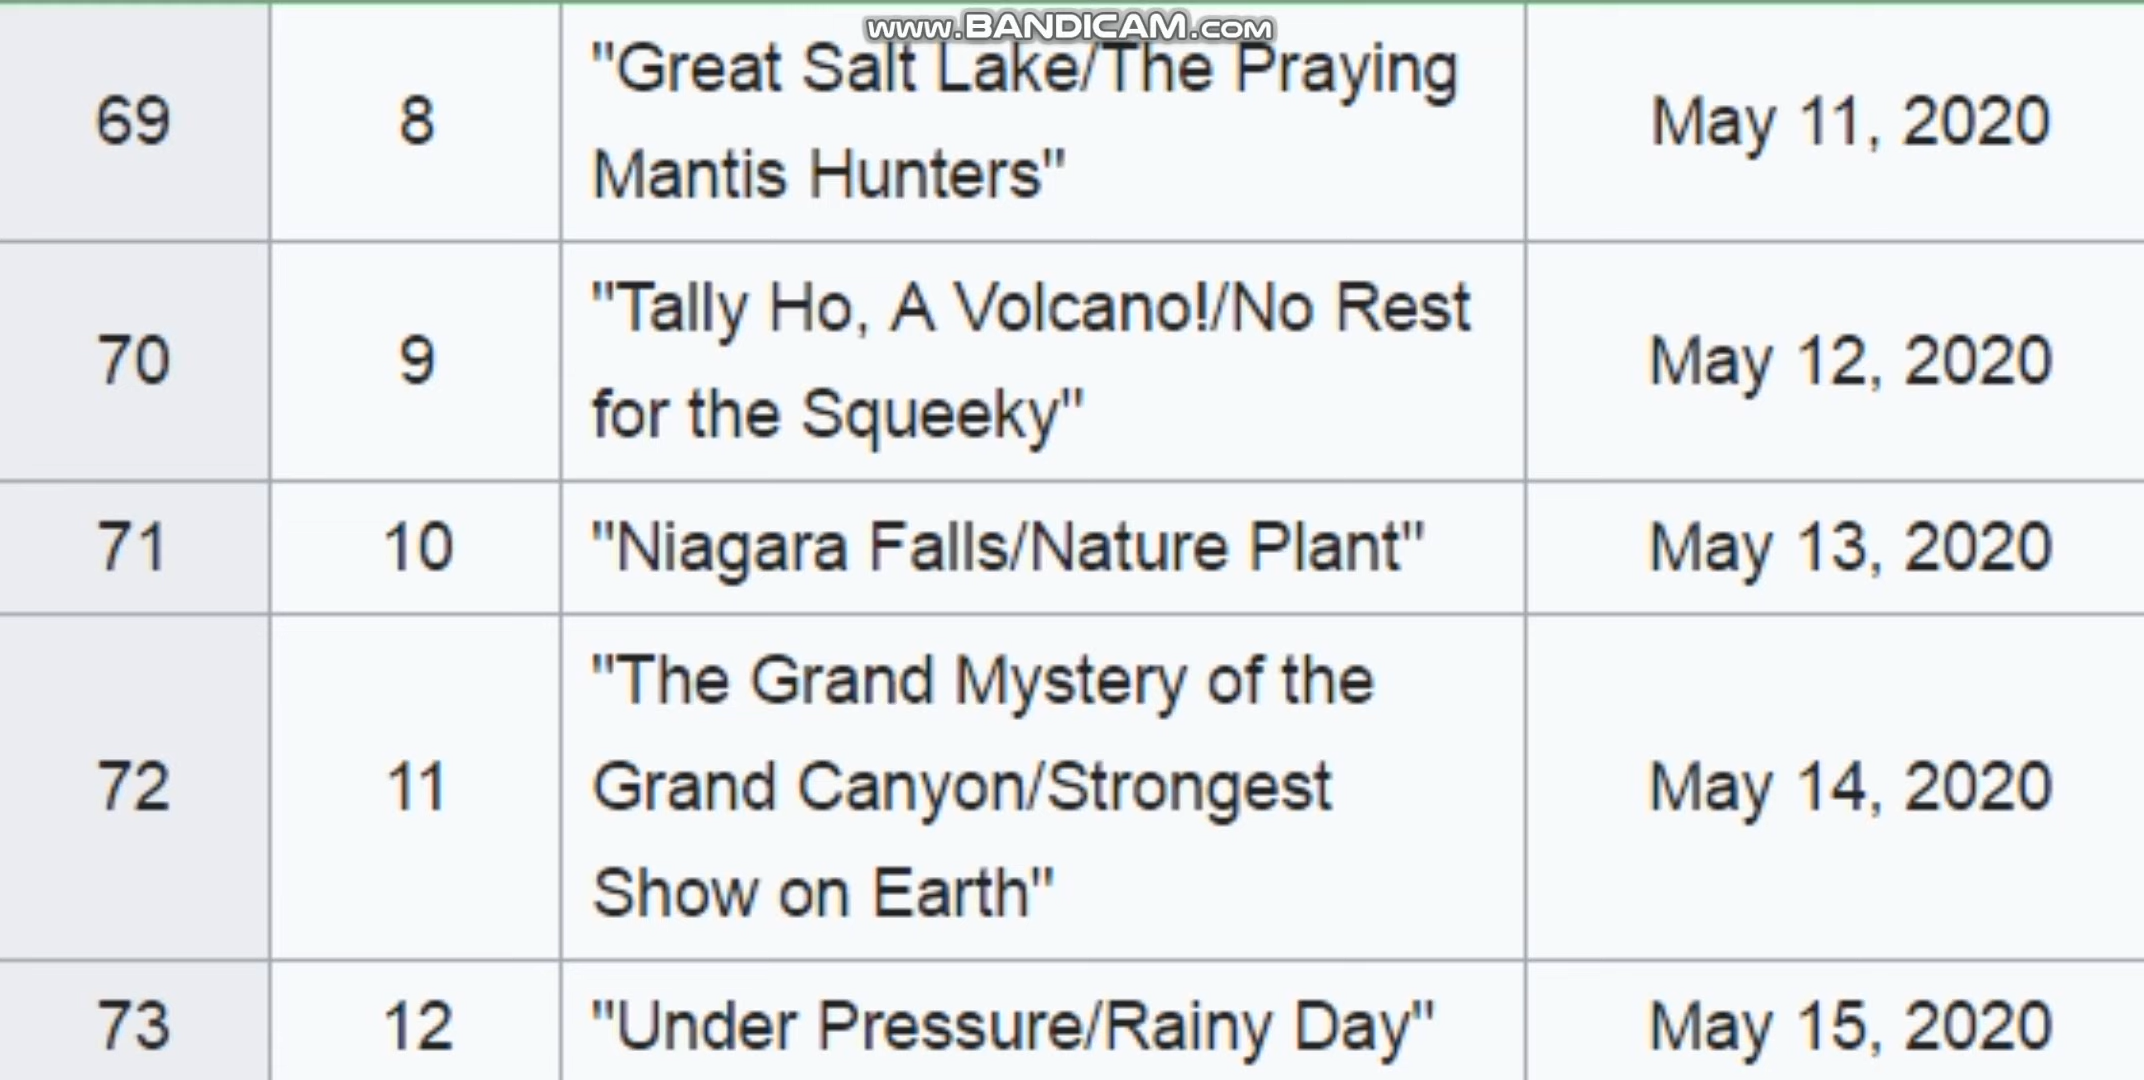 www.BANDICAM.com
69 8 "Great Salt Lake/The Praying Mantis Hunters" May 11, 2020
70 9 "Tally Ho, A Volcano!/No Rest for the Squeeky" May 12, 2020
71 10 "Niagara Falls/Nature Plant" May 13, 2020
72 11 "The Grand Mystery of the Grand Canyon/Strongest Show on Earth" May 14, 2020
73 12 "Under Pressure/Rainy Day" May 15, 2020